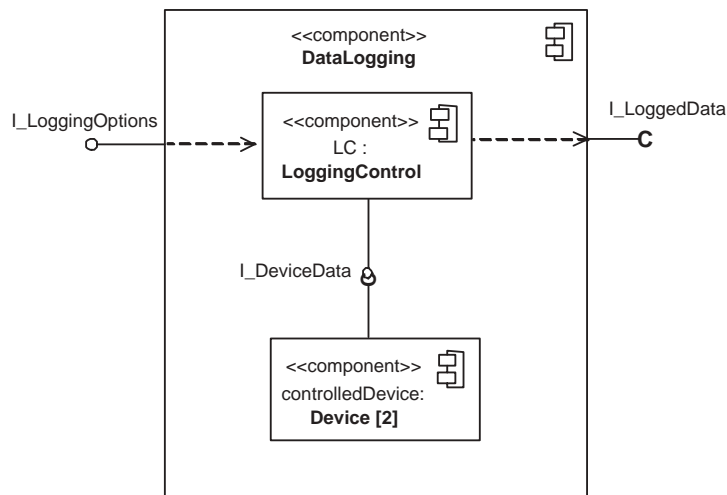 <<component>>
DataLogging
I_LoggingOptions
I_LoggedData
<<component>>
LC :
LoggingControl
I_DeviceData
<<component>>
controlledDevice:
Device [2]